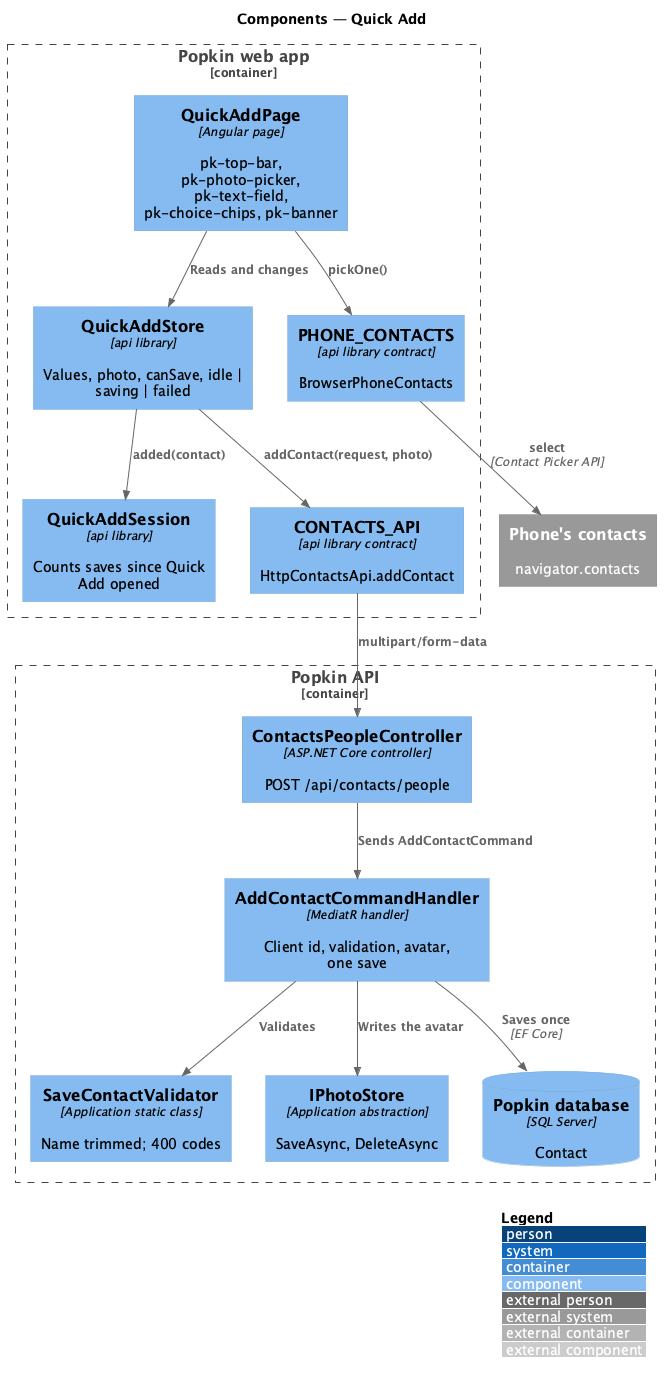 Components — Quick Add
Popkin web app
[container]
QuickAddPage
[Angular page]
pk-top-bar,
pk-photo-picker,
pk-text-field,
pk-choice-chips, pk-banner
Reads and changes
pickOne()
QuickAddStore
[api library]
Values, photo, canSave, idle |
saving | failed
PHONE_CONTACTS
[api library contract]
BrowserPhoneContacts
added(contact)
addContact(request, photo)
select
[Contact Picker API]
QuickAddSession
[api library]
Counts saves since Quick
Add opened
CONTACTS_API
[api library contract]
HttpContactsApi.addContact
Phone's contacts
navigator.contacts
multipart/form-data
Popkin API
[container]
ContactsPeopleController
[ASP.NET Core controller]
POST /api/contacts/people
Sends AddContactCommand
AddContactCommandHandler
[MediatR handler]
Client id, validation, avatar,
one save
Validates
Writes the avatar
Saves once
[EF Core]
SaveContactValidator
[Application static class]
Name trimmed; 400 codes
IPhotoStore
[Application abstraction]
SaveAsync, DeleteAsync
Popkin database
[SQL Server]
Contact
Legend
person
system
container
component
external person
external system
external container
external component